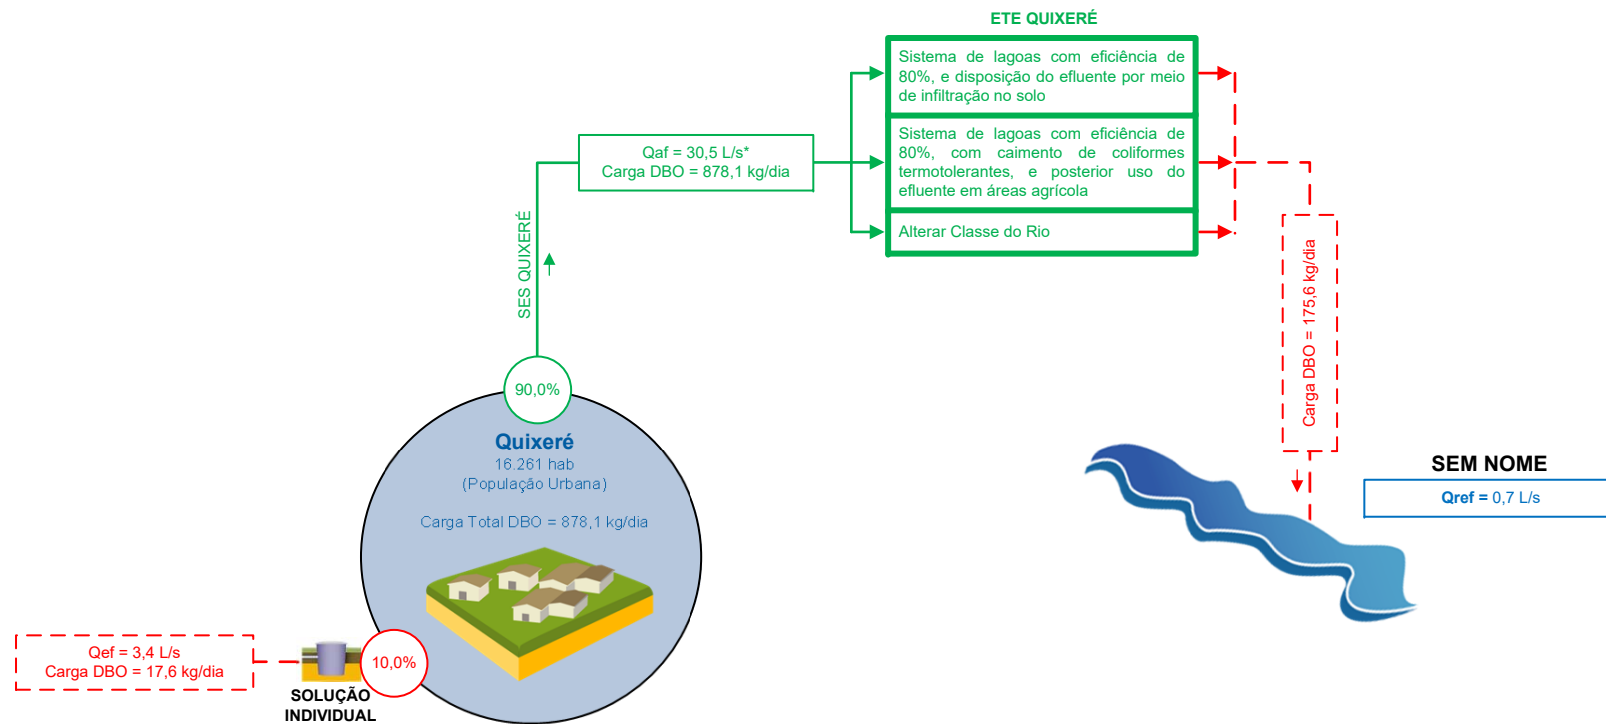 ETE QUIXERÉ
Sistema de lagoas com eficiência de
80%, e disposição do efluente por meio
de infiltração no solo
Sistema de lagoas com eficiência de
80%, com caimento de coliformes
termotolerantes, e posterior uso do
efluente em áreas agrícola
Alterar Classe do Rio
Qaf = 30,5 L/s*
Carga DBO = 878,1 kg/dia
SES QUIXERÉ
Carga DBO = 175,6 kg/dia
90,0%
Quixeré
16.261 hab
(População Urbana)
Carga Total DBO = 878,1 kg/dia
SEM NOME
Qref = 0,7 L/s
Qef = 3,4 L/s
Carga DBO = 17,6 kg/dia
10,0%
SOLUÇÃO
INDIVIDUAL